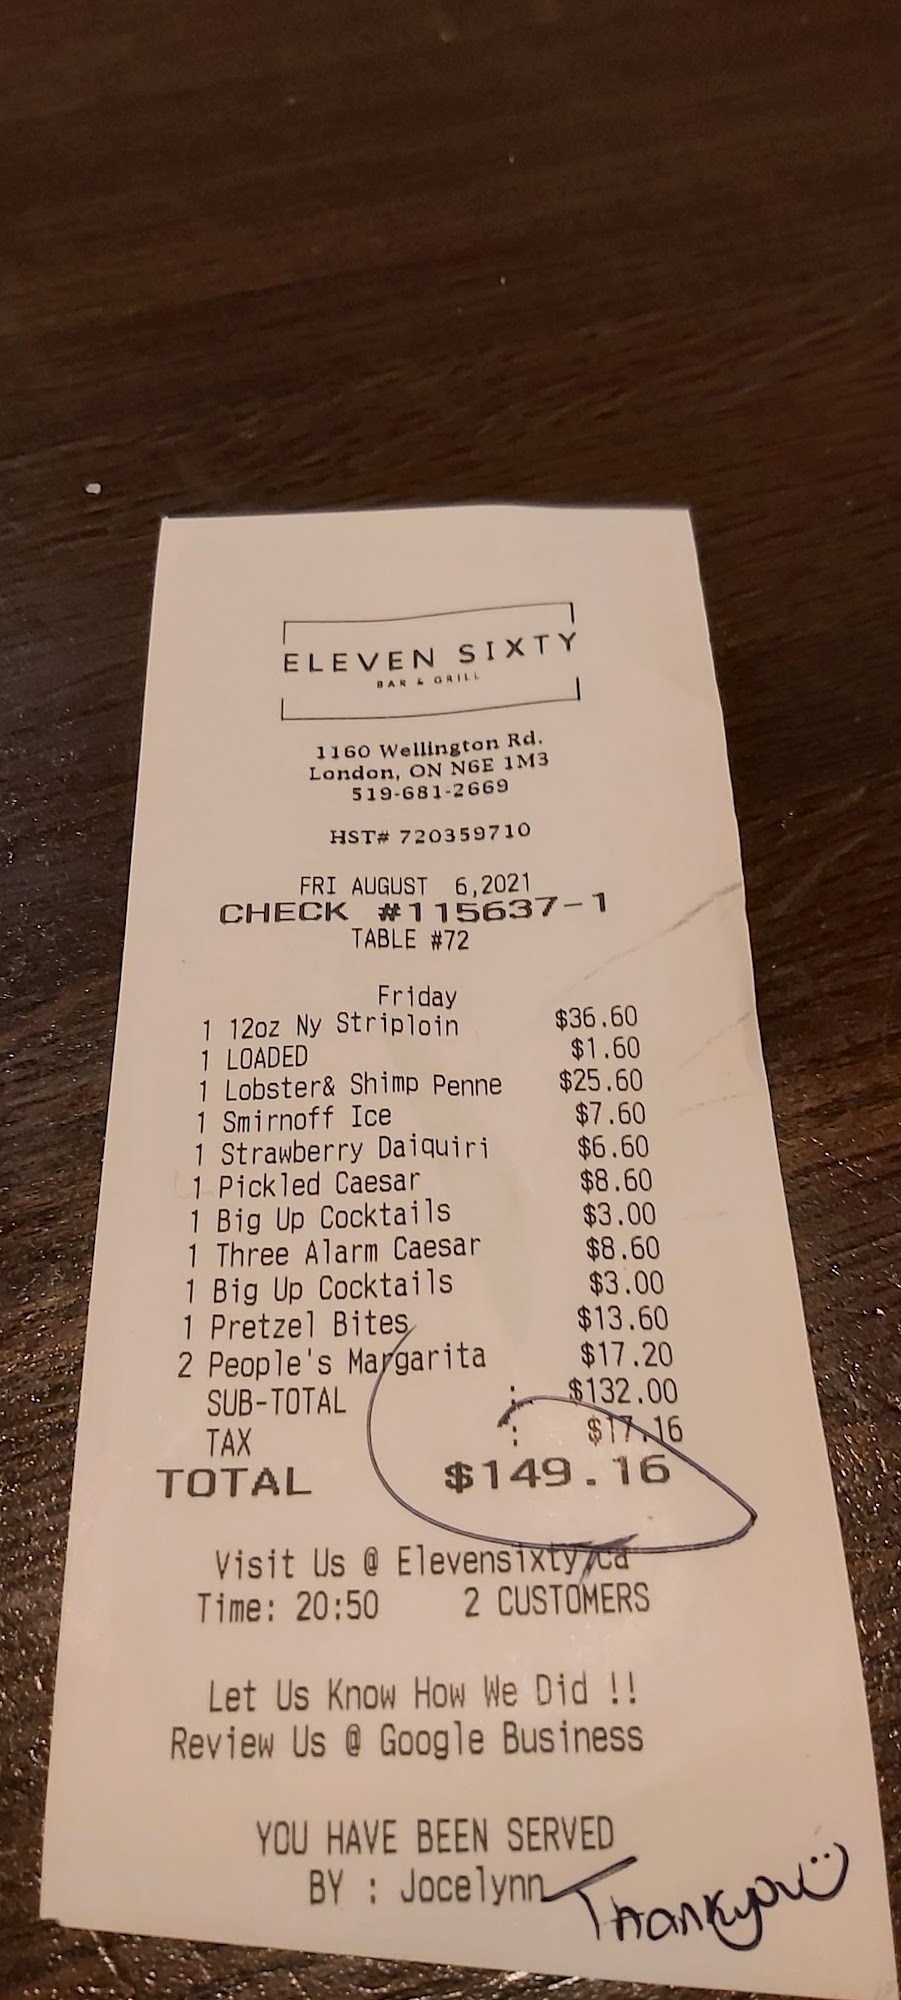 ELEVEN SIXTY
BAR & GRILL
1160 Wellington Rd.
London, ON N6E 1M3
519-681-2669
HST# 720359710
FRI AUGUST 6,2021
CHECK #115637-1
TABLE #72
Friday
1 12oz Ny Striploin $36.60
1 LOADED $1.60
1 Lobster& Shimp Penne $25.60
1 Smirnoff Ice $7.60
1 Strawberry Daiquiri $6.60
1 Pickled Caesar $8.60
1 Big Up Cocktails $3.00
1 Three Alarm Caesar $8.60
1 Big Up Cocktails $3.00
1 Pretzel Bites $13.60
2 People's Margarita $17.20
SUB-TOTAL : $132.00
TAX : $17.16
TOTAL $149.16
Visit Us @ Elevensixty.ca
Time: 20:50 2 CUSTOMERS
Let Us Know How We Did !!
Review Us @ Google Business
YOU HAVE BEEN SERVED
BY : Jocelynn
Thankyou